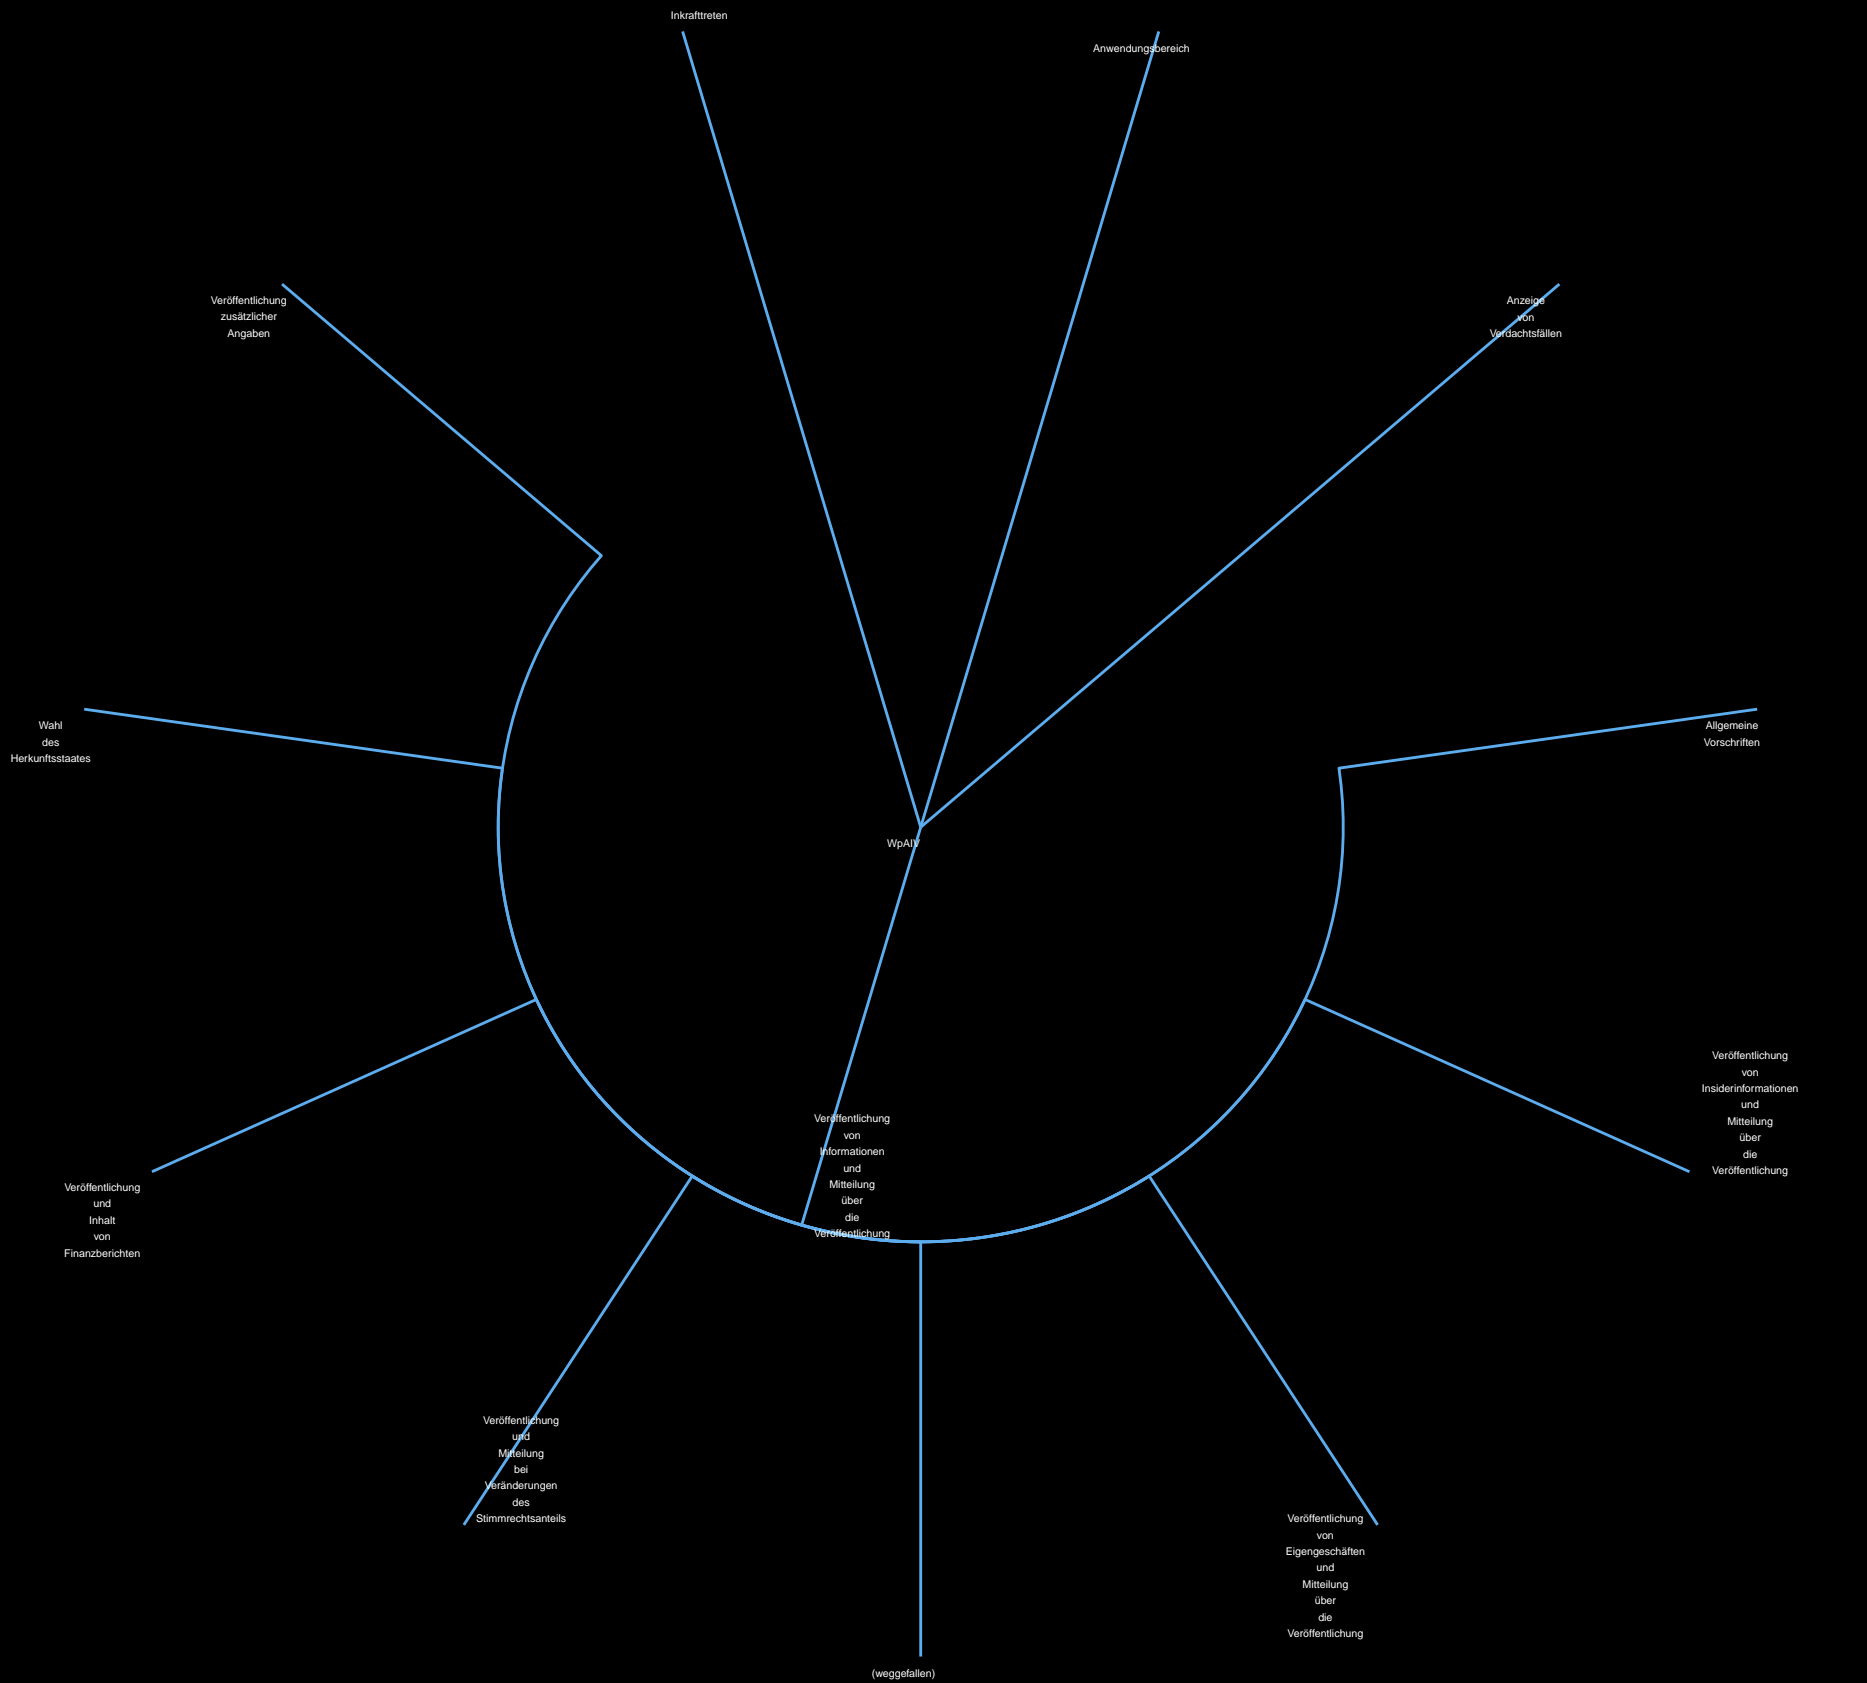 Inkrafttreten
Anwendungsbereich
Veröffentlichung
zusätzlicher
Angaben
Anzeige
von
Verdachtsfällen
Wahl
des
Herkunftsstaates
Allgemeine
Vorschriften
WpAIV
Veröffentlichung
von
Insiderinformationen
und
Mitteilung
über
die
Veröffentlichung
Veröffentlichung
von
Informationen
und
Mitteilung
über
die
Veröffentlichung
Veröffentlichung
und
Inhalt
von
Finanzberichten
Veröffentlichung
und
Mitteilung
bei
Veränderungen
des
Stimmrechtsanteils
Veröffentlichung
von
Eigengeschäften
und
Mitteilung
über
die
Veröffentlichung
(weggefallen)